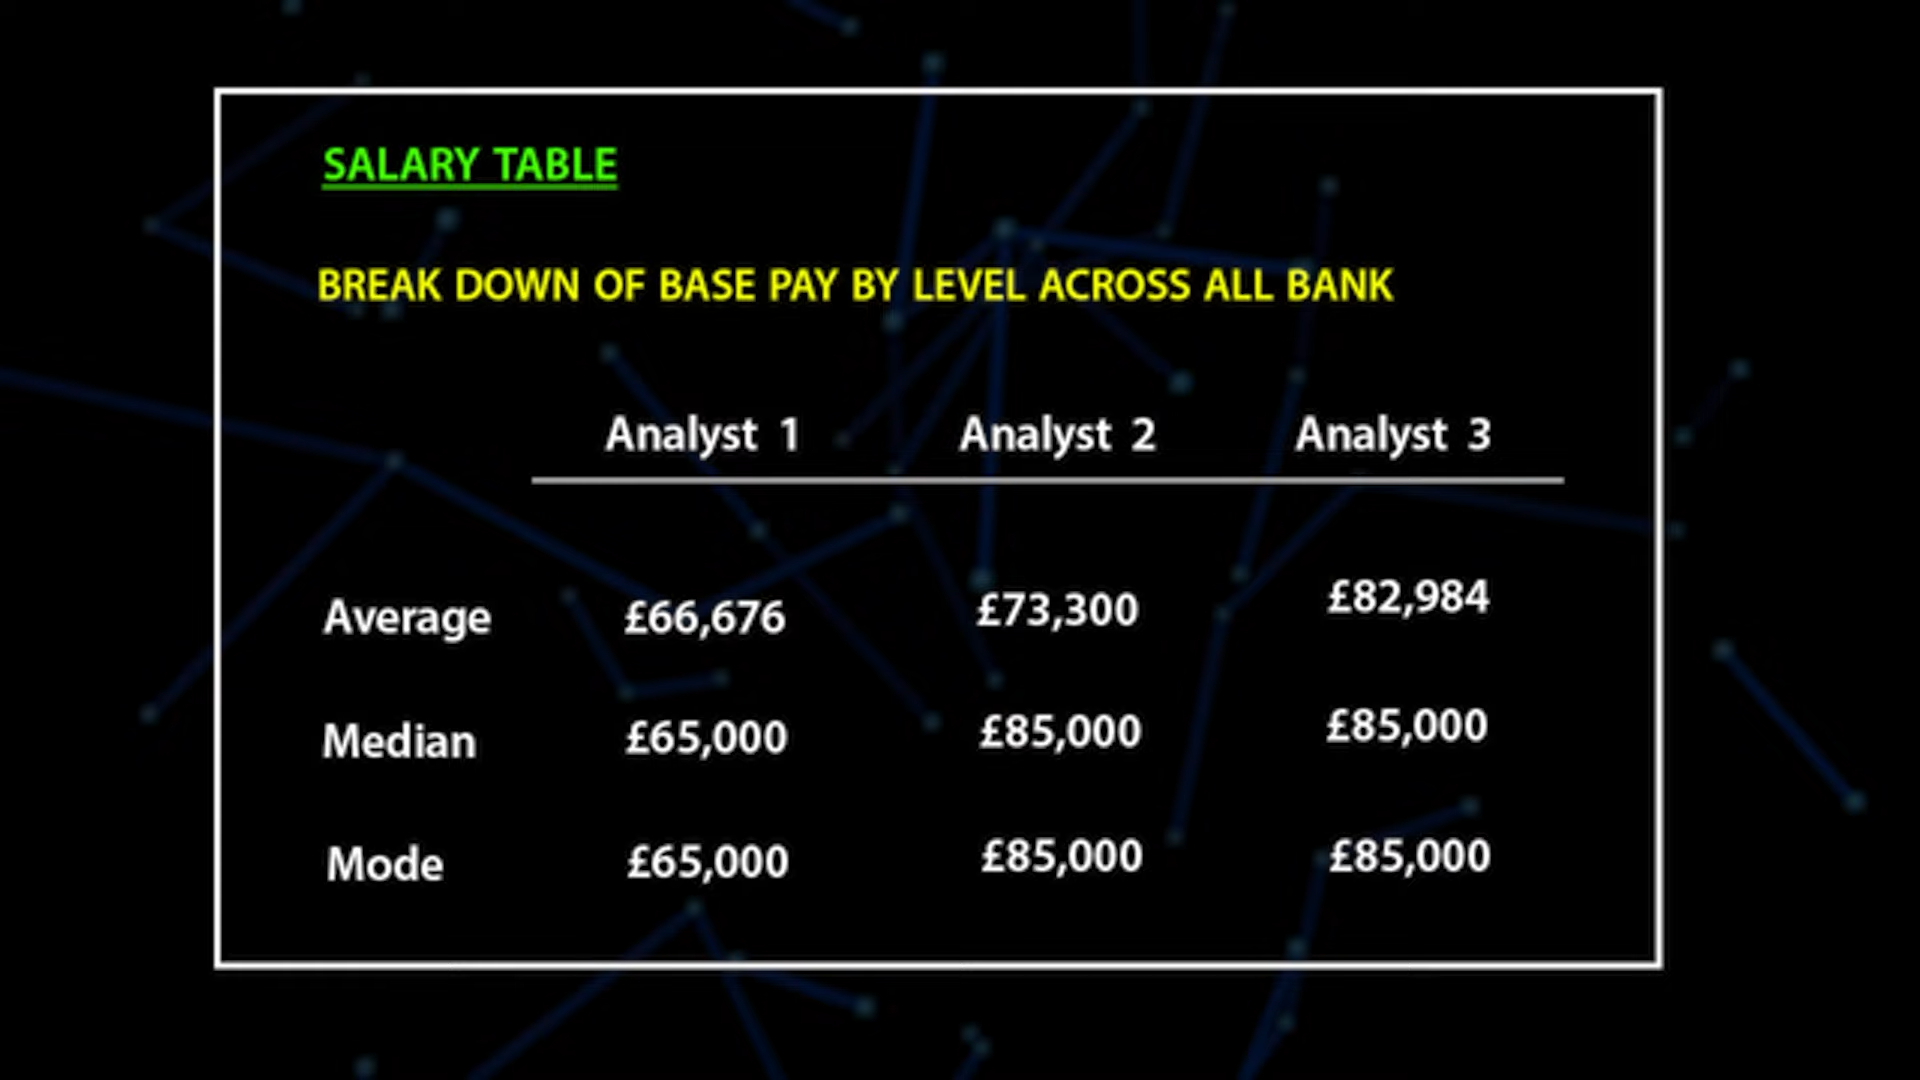 SALARY TABLE
BREAK DOWN OF BASE PAY BY LEVEL ACROSS ALL BANK
Analyst 1 Analyst 2 Analyst 3
Average £66,676 £73,300 £82,984
Median £65,000 £85,000 £85,000
Mode £65,000 £85,000 £85,000